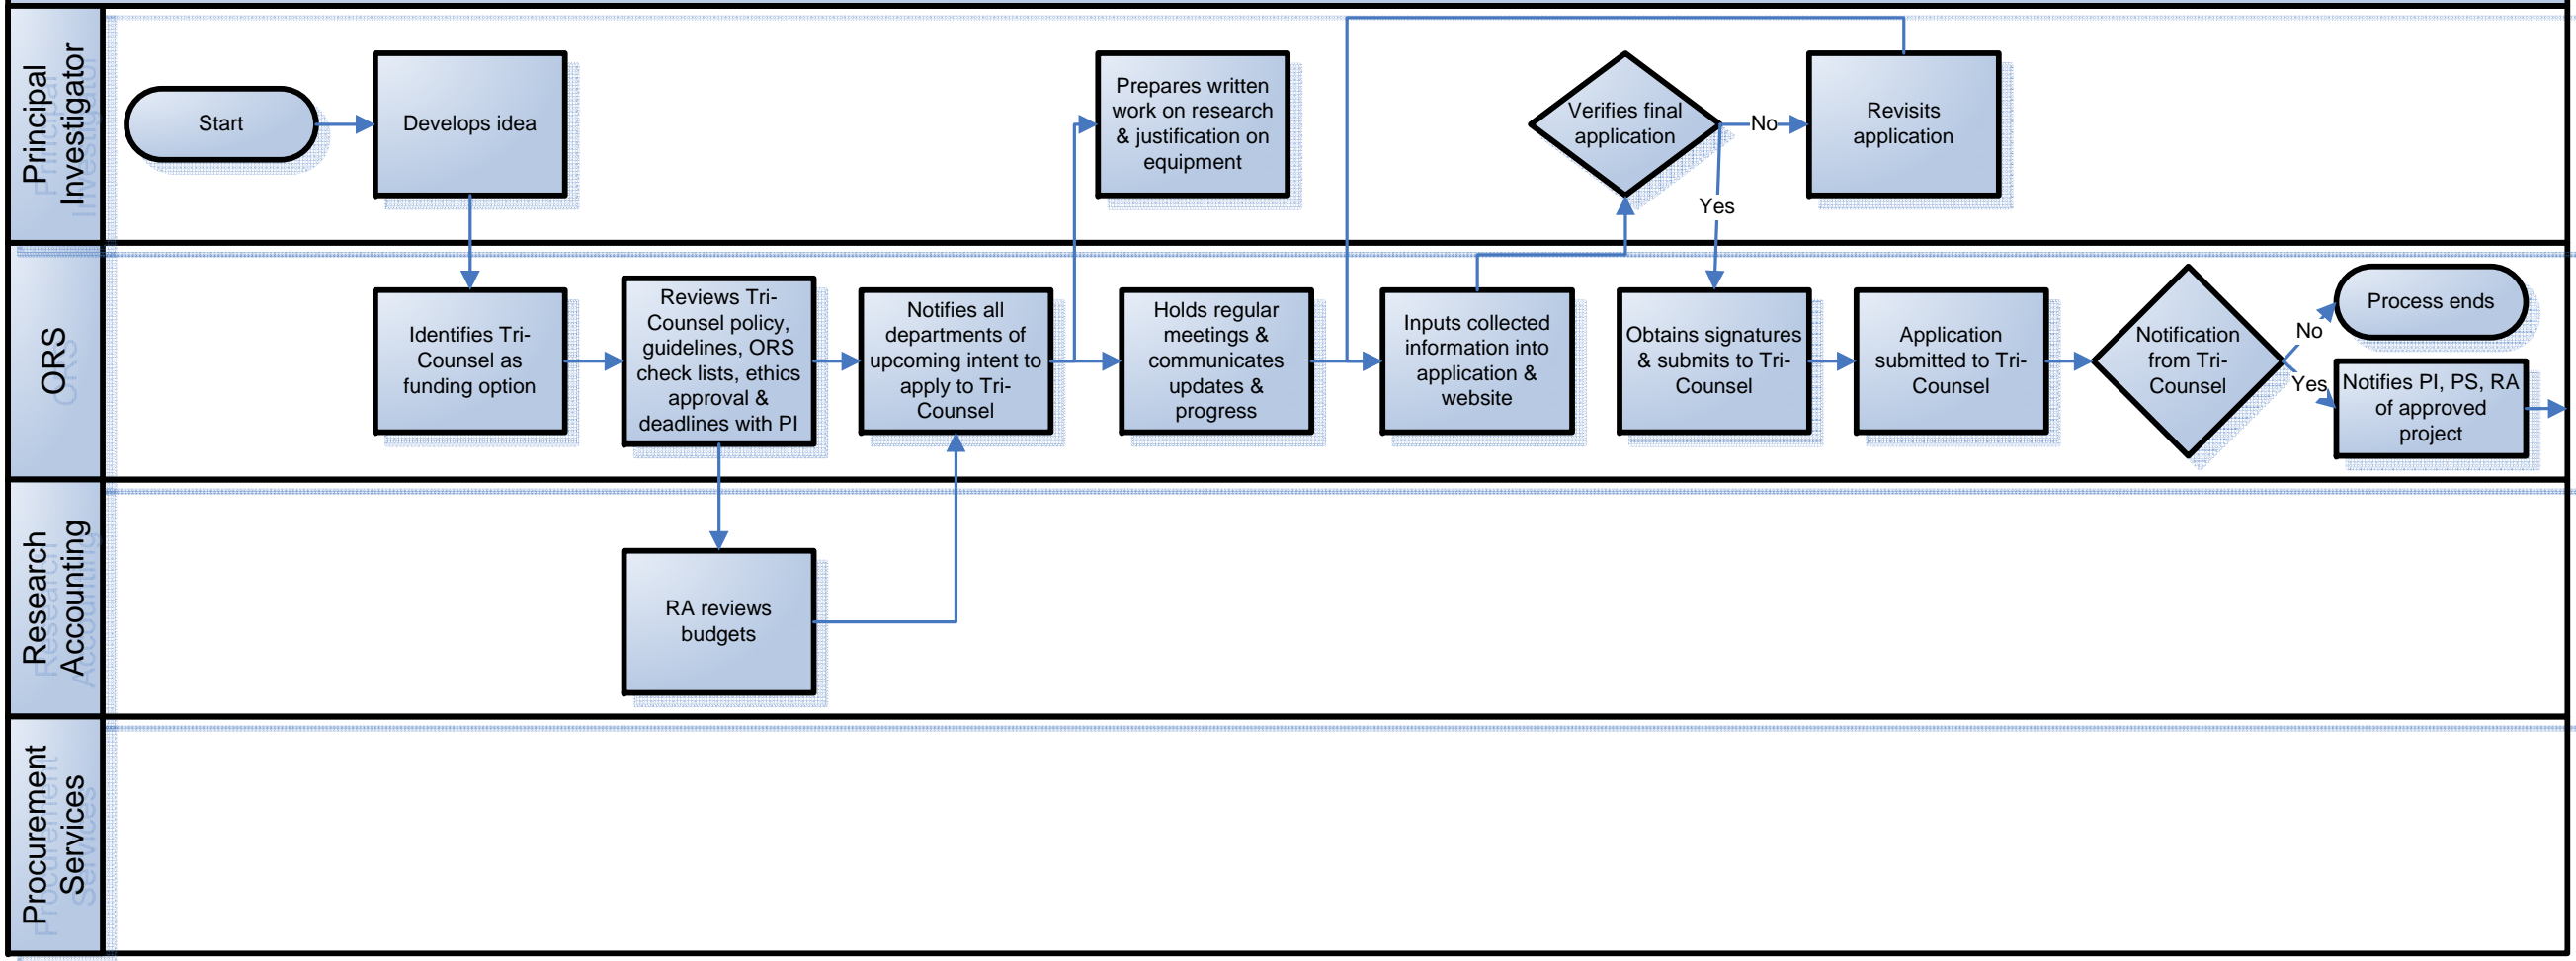 Principal
Investigator
Start
Develops idea
Prepares written
work on research
& justification on
equipment
Verifies final
application
No
Yes
Revisits
application
ORS
Identifies Tri-
Counsel as
funding option
Reviews Tri-
Counsel policy,
guidelines, ORS
check lists, ethics
approval &
deadlines with PI
Notifies all
departments of
upcoming intent to
apply to Tri-
Counsel
Holds regular
meetings &
communicates
updates &
progress
Inputs collected
information into
application &
website
Obtains signatures
& submits to Tri-
Counsel
Application
submitted to Tri-
Counsel
Notification
from Tri-
Counsel
No
Process ends
Yes
Notifies PI, PS, RA
of approved
project
Research
Accounting
RA reviews
budgets
Procurement
Services